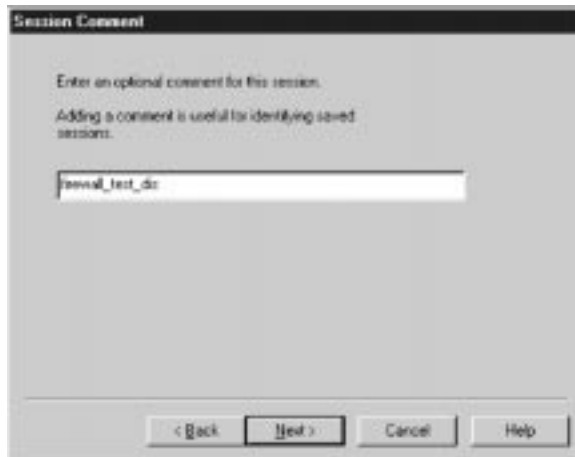 Session Comment
Enter an optional comment for this session.
Adding a comment is useful for identifying saved
sessions.
firewall_test_dis
< Back
Next >
Cancel
Help